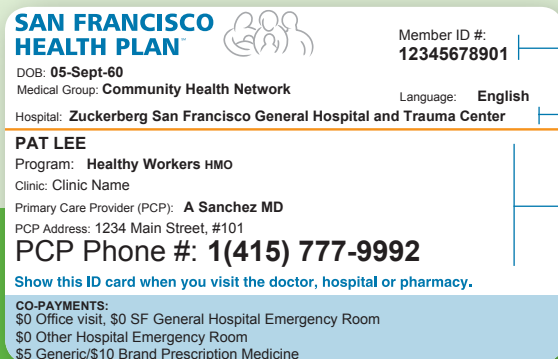 SAN FRANCISCO
HEALTH PLAN™
Member ID #:
12345678901
DOB: 05-Sept-60
Medical Group: Community Health Network
Language: English
Hospital: Zuckerberg San Francisco General Hospital and Trauma Center
PAT LEE
Program: Healthy Workers HMO
Clinic: Clinic Name
Primary Care Provider (PCP): A Sanchez MD
PCP Address: 1234 Main Street, #101
PCP Phone #: 1(415) 777-9992
Show this ID card when you visit the doctor, hospital or pharmacy.
CO-PAYMENTS:
$0 Office visit, $0 SF General Hospital Emergency Room
$0 Other Hospital Emergency Room
$5 Generic/$10 Brand Prescription Medicine